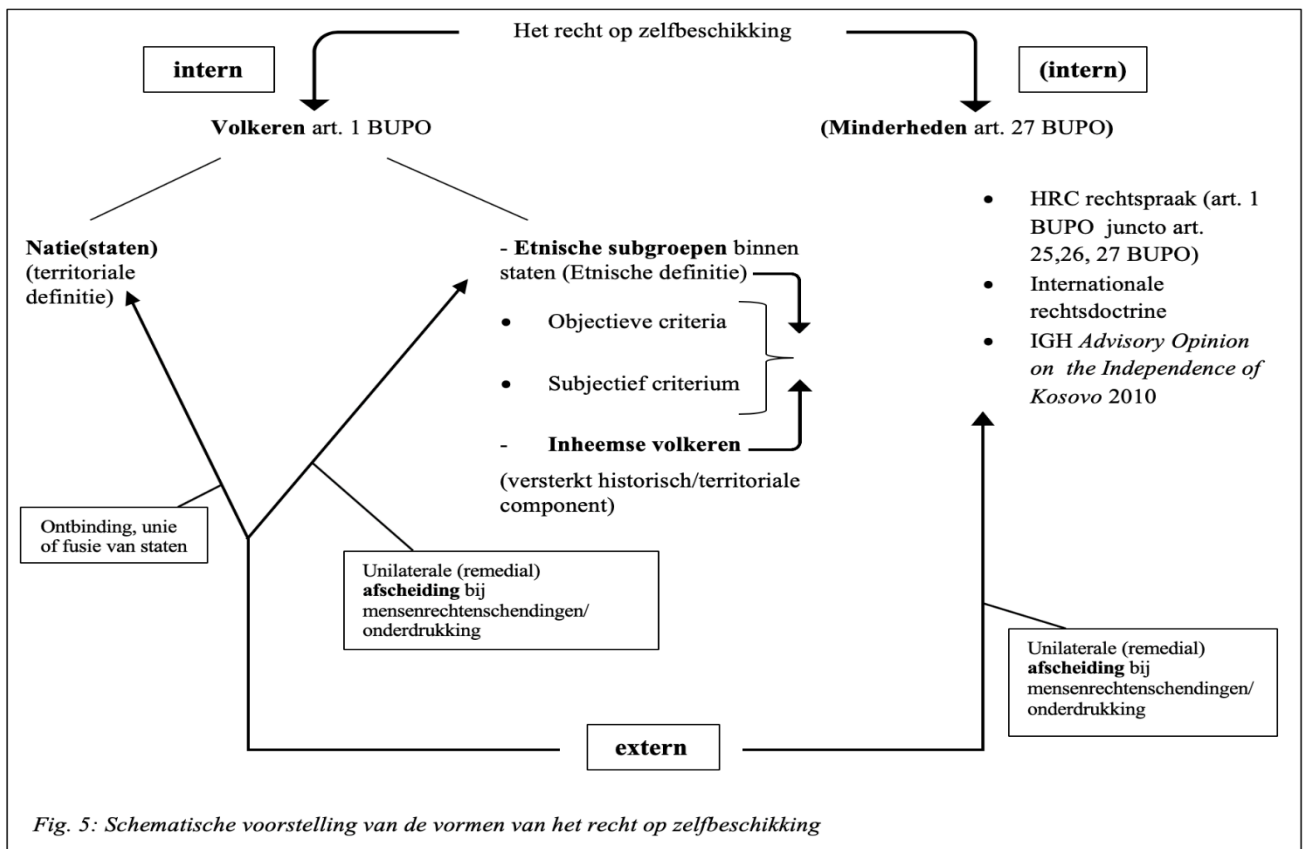 Het recht op zelfbeschikking
intern
(intern)
Volkeren art. 1 BUPO
(Minderheden art. 27 BUPO)
Natie(staten)
(territoriale
definitie)
- Etnische subgroepen binnen
staten (Etnische definitie)
• Objectieve criteria
• Subjectief criterium
- Inheemse volkeren
(versterkt historisch/territoriale
component)
• HRC rechtspraak (art. 1
BUPO juncto art.
25,26, 27 BUPO)
• Internationale
rechtsdoctrine
• IGH Advisory Opinion
on the Independence of
Kosovo 2010
Ontbinding, unie
of fusie van staten
Unilaterale (remedial)
afscheiding bij
mensenrechtenschendingen/
onderdrukking
Unilaterale (remedial)
afscheiding bij
mensenrechtenschendingen/
onderdrukking
extern
Fig. 5: Schematische voorstelling van de vormen van het recht op zelfbeschikking